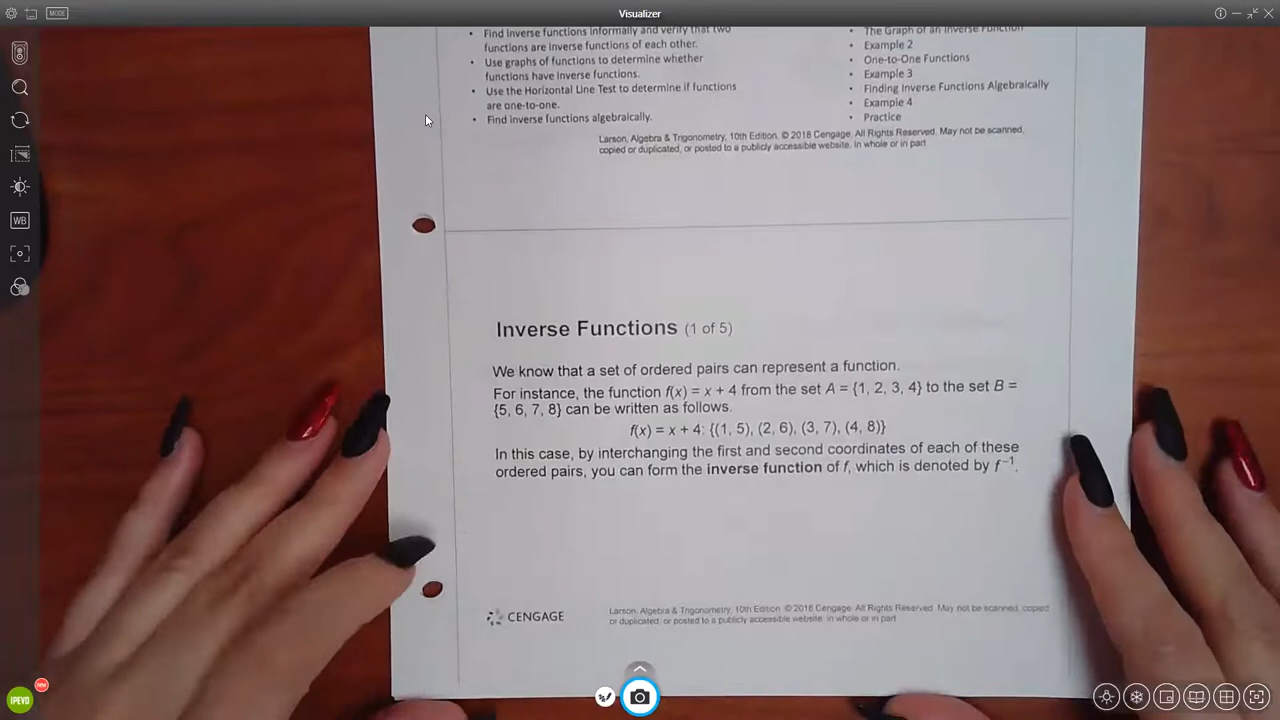 MODE
Visualizer
Find inverse functions informally and verify that two
functions are inverse functions of each other.
Use graphs of functions to determine whether
functions have inverse functions.
Use the Horizontal Line Test to determine if functions
are one-to-one.
Find inverse functions algebraically.
The Graph of an Inverse Function
Example 2
One-to-One Functions
Example 3
Finding Inverse Functions Algebraically
Example 4
Practice
Larson, Algebra & Trigonometry, 10th Edition. © 2018 Cengage. All Rights Reserved. May not be scanned,
copied or duplicated, or posted to a publicly accessible website, in whole or in part
WB
Inverse Functions (1 of 5)
We know that a set of ordered pairs can represent a function.
For instance, the function f(x) = x + 4 from the set A = {1, 2, 3, 4} to the set B =
{5, 6, 7, 8} can be written as follows.
f(x) = x + 4: {(1, 5), (2, 6), (3, 7), (4, 8)}
In this case, by interchanging the first and second coordinates of each of these
ordered pairs, you can form the inverse function of f, which is denoted by f⁻¹.
CENGAGE
Larson, Algebra & Trigonometry, 10th Edition. © 2018 Cengage. All Rights Reserved. May not be scanned, copied
or duplicated, or posted to a publicly accessible website, in whole or in part
IPEVO
new